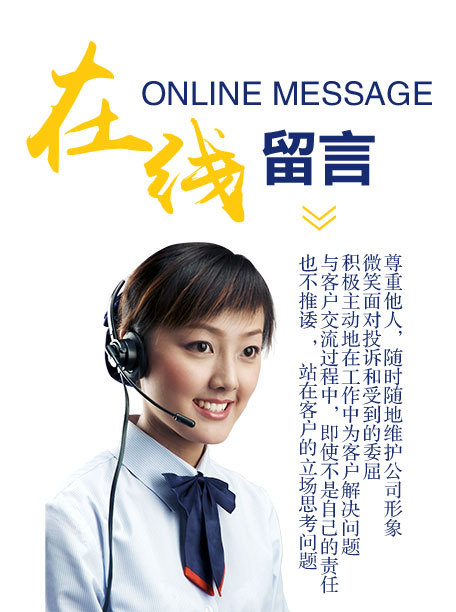 在线留言
ONLINE MESSAGE
尊重他人，随时随地维护公司形象
微笑面对投诉和受到的委屈
积极主动地在工作中为客户解决问题
与客户交流过程中，即使不是自己的责任
也不推诿，站在客户的立场思考问题